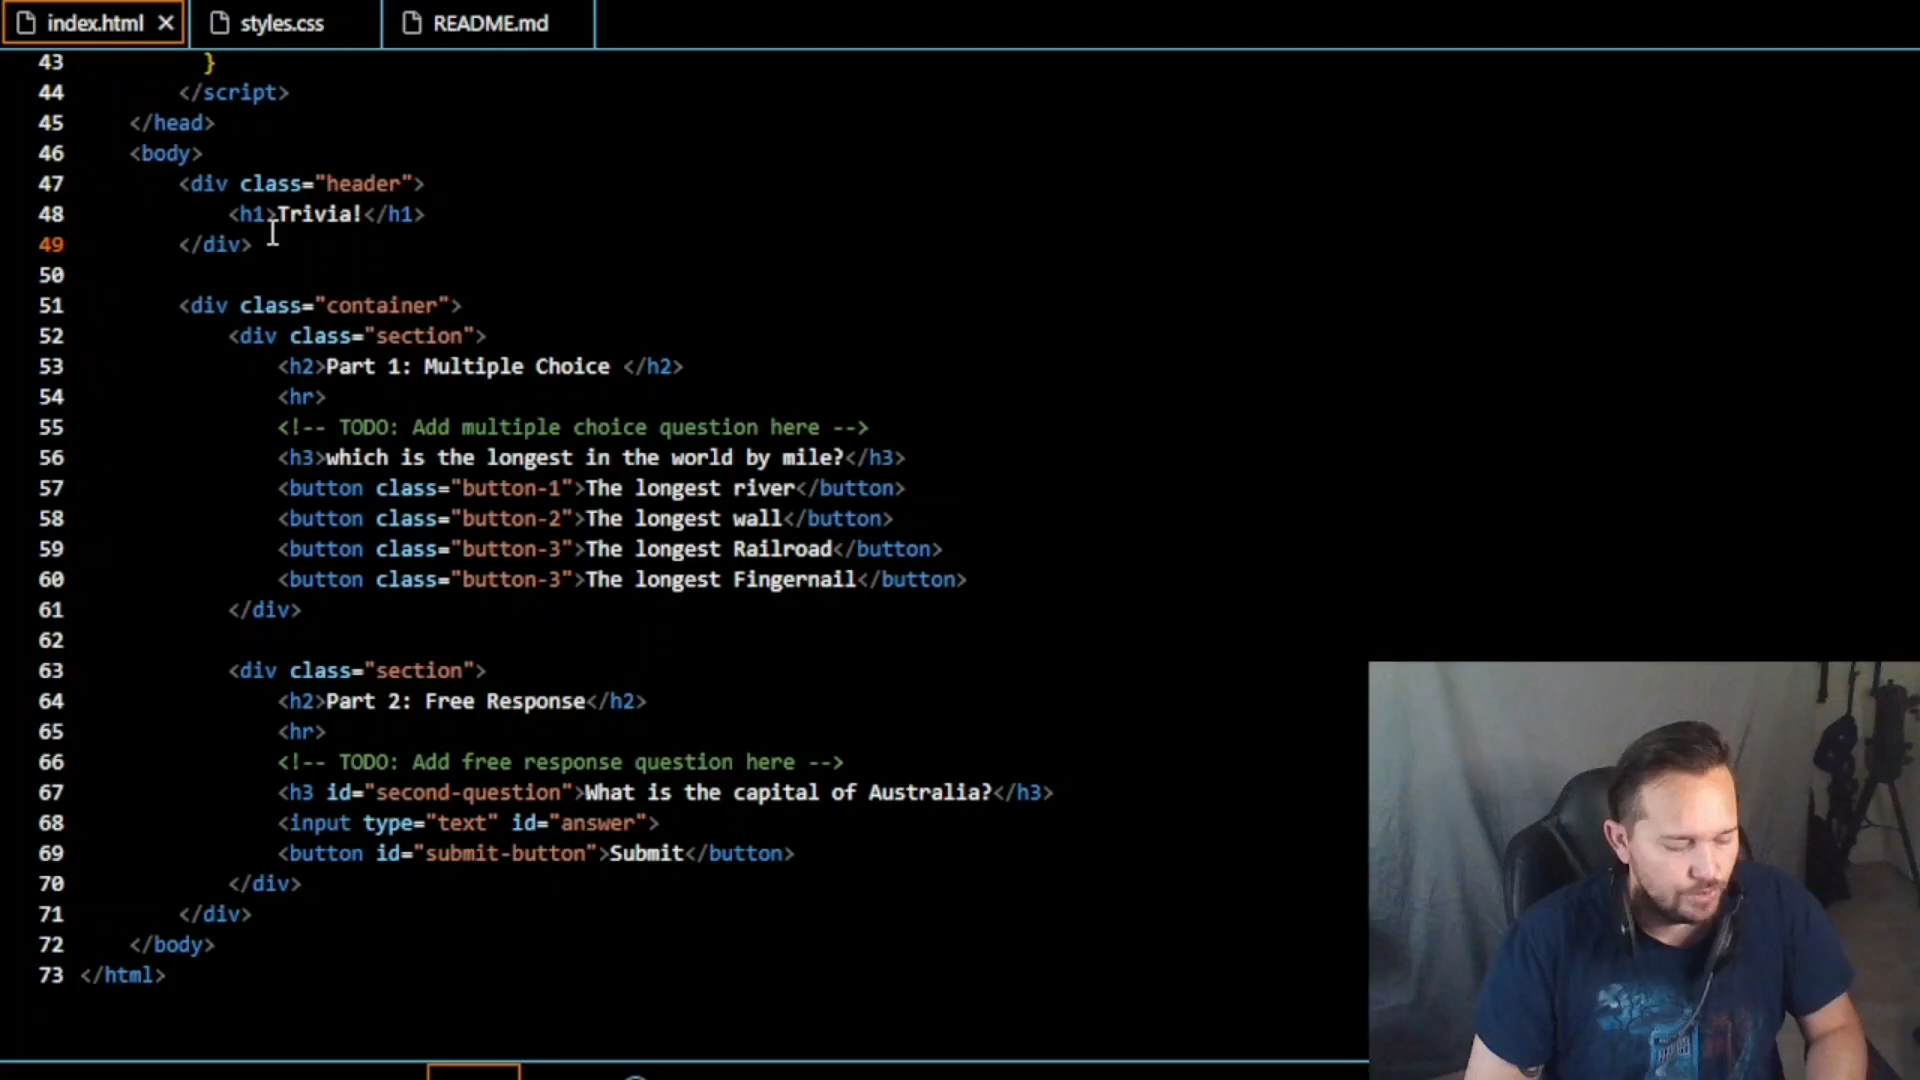 index.html
styles.css
README.md
43 }
44 </script>
45 </head>
46 <body>
47 <div class="header">
48 <h1>Trivia!</h1>
49 </div>
50
51 <div class="container">
52 <div class="section">
53 <h2>Part 1: Multiple Choice </h2>
54 <hr>
55 <!-- TODO: Add multiple choice question here -->
56 <h3>which is the longest in the world by mile?</h3>
57 <button class="button-1">The longest river</button>
58 <button class="button-2">The longest wall</button>
59 <button class="button-3">The longest Railroad</button>
60 <button class="button-3">The longest Fingernail</button>
61 </div>
62
63 <div class="section">
64 <h2>Part 2: Free Response</h2>
65 <hr>
66 <!-- TODO: Add free response question here -->
67 <h3 id="second-question">What is the capital of Australia?</h3>
68 <input type="text" id="answer">
69 <button id="submit-button">Submit</button>
70 </div>
71 </div>
72 </body>
73 </html>